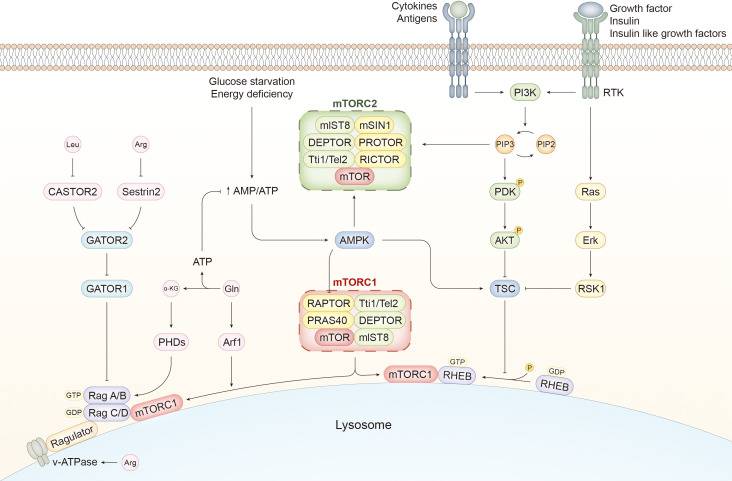 Cytokines
Antigens
Growth factor
Insulin
Insulin like growth factors
Glucose starvation
Energy deficiency
PI3K
RTK
mTORC2
mlST8
mSIN1
DEPTOR
PROTOR
Tti1/Tel2
RICTOR
mTOR
PIP3
PIP2
Leu
Arg
CASTOR2
Sestrin2
↑ AMP/ATP
PDK
P
Ras
GATOR2
AMPK
AKT
P
Erk
ATP
GATOR1
α-KG
Gln
mTORC1
RAPTOR
Tti1/Tel2
PRAS40
DEPTOR
mTOR
mlST8
TSC
RSK1
PHDs
Arf1
GTP
mTORC1
RHEB
P
GDP
RHEB
GTP
Rag A/B
GDP
Rag C/D
mTORC1
Ragulator
Lysosome
v-ATPase
Arg